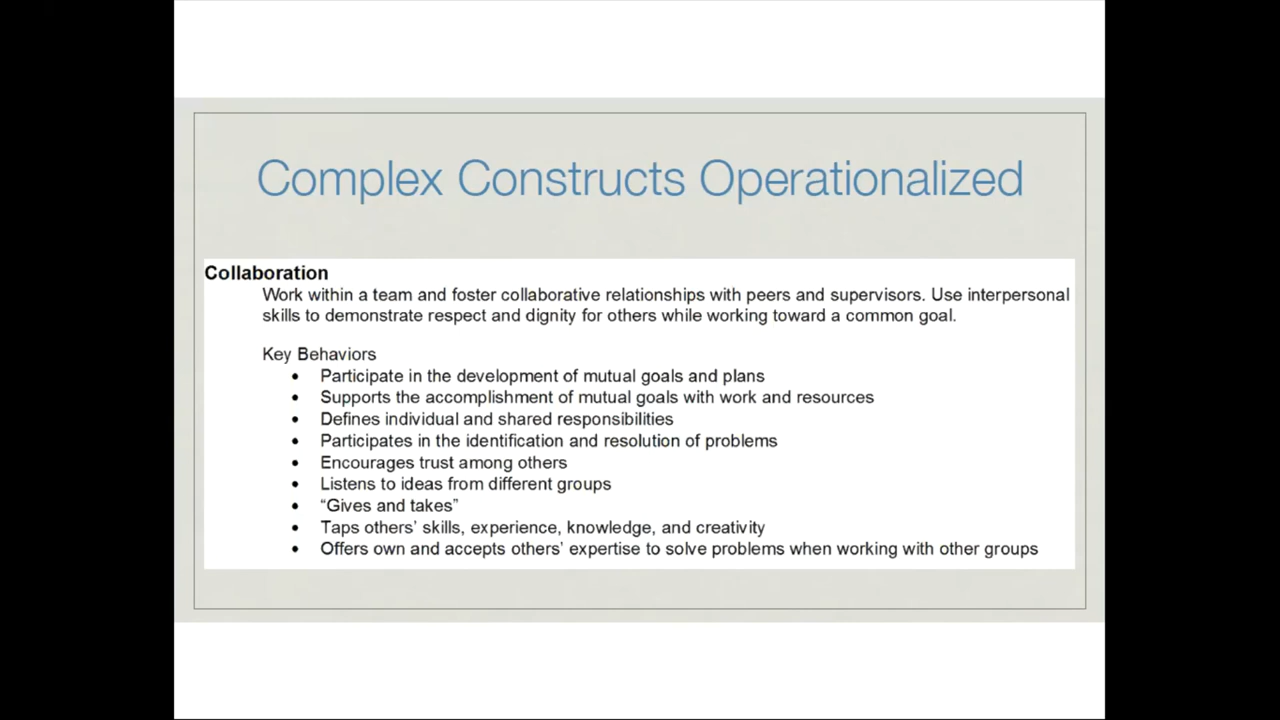 Complex Constructs Operationalized
Collaboration
Work within a team and foster collaborative relationships with peers and supervisors. Use interpersonal
skills to demonstrate respect and dignity for others while working toward a common goal.
Key Behaviors
• Participate in the development of mutual goals and plans
• Supports the accomplishment of mutual goals with work and resources
• Defines individual and shared responsibilities
• Participates in the identification and resolution of problems
• Encourages trust among others
• Listens to ideas from different groups
• “Gives and takes”
• Taps others’ skills, experience, knowledge, and creativity
• Offers own and accepts others’ expertise to solve problems when working with other groups